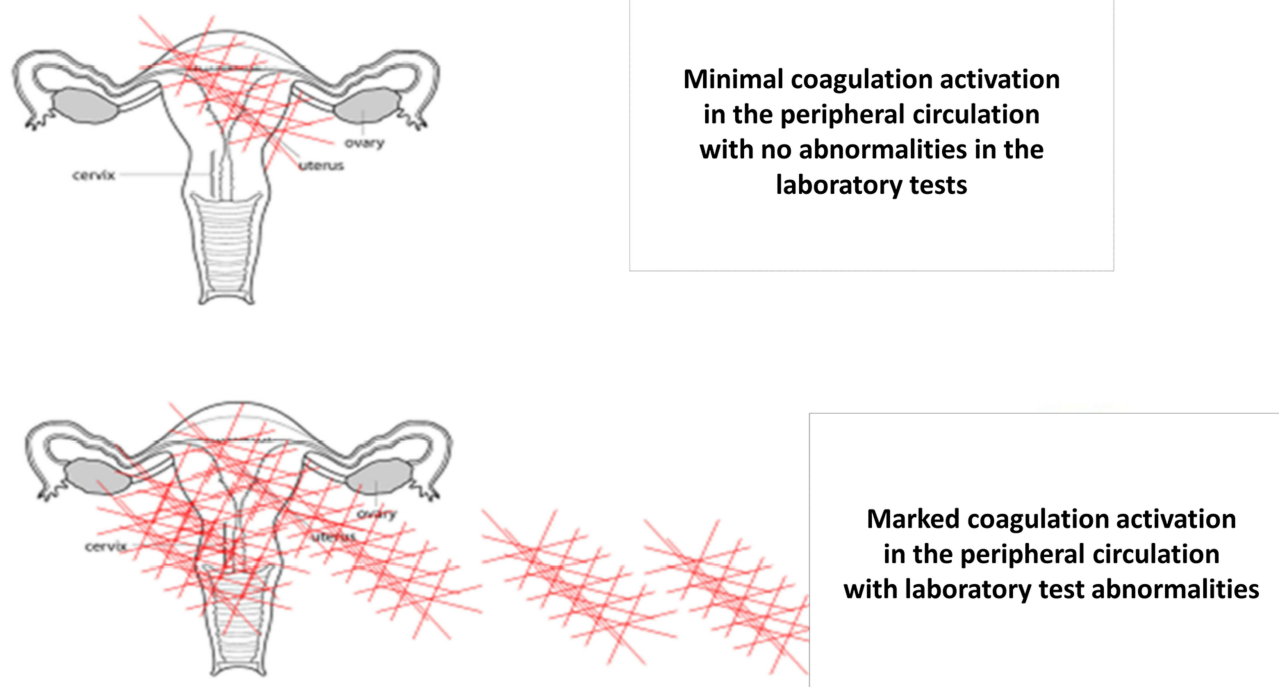 Minimal coagulation activation
in the peripheral circulation
with no abnormalities in the
laboratory tests
ovary
uterus
cervix
Marked coagulation activation
in the peripheral circulation
with laboratory test abnormalities
ovary
uterus
cervix